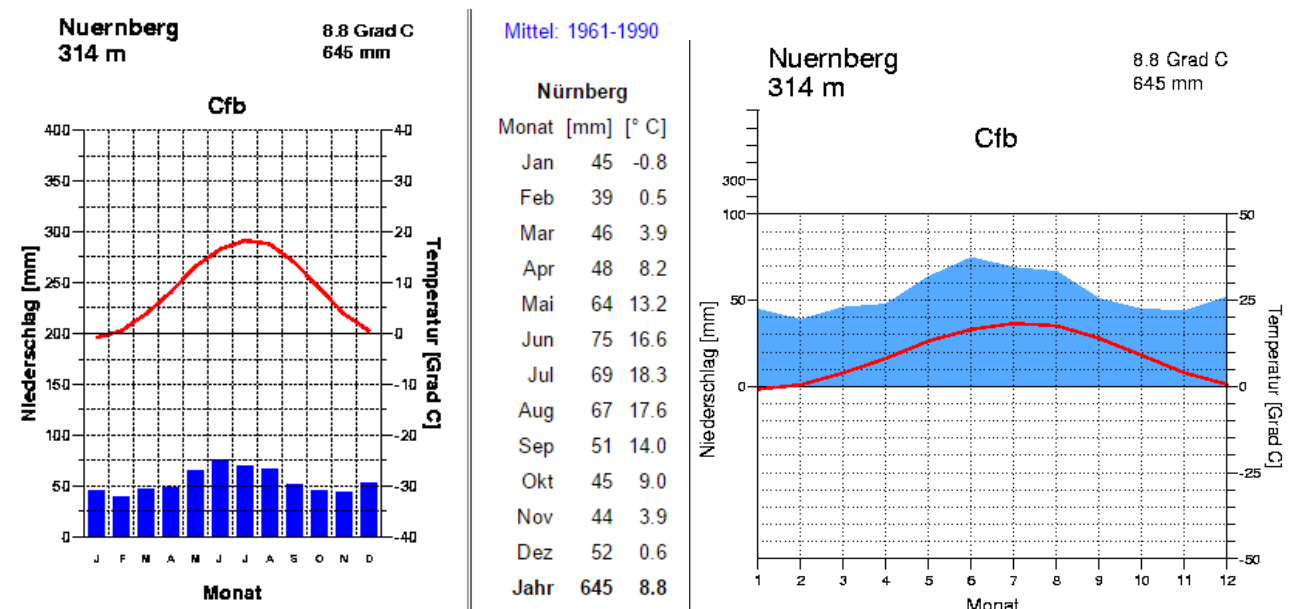 Nuernberg
314 m
8.8 Grad C
645 mm
Cfb
400
350
300
250
200
150
100
50
0
40
30
20
10
0
-10
-20
-30
-40
Niederschlag [mm]
Temperatur [Grad C]
J F M A M J J A S O N D
Monat
Mittel: 1961-1990
Nürnberg
Monat [mm] [° C]
Jan 45 -0.8
Feb 39 0.5
Mar 46 3.9
Apr 48 8.2
Mai 64 13.2
Jun 75 16.6
Jul 69 18.3
Aug 67 17.6
Sep 51 14.0
Okt 45 9.0
Nov 44 3.9
Dez 52 0.6
Jahr 645 8.8
Nuernberg
314 m
8.8 Grad C
645 mm
Cfb
300
100
50
0
50
25
0
-25
-50
Niederschlag [mm]
Temperatur [Grad C]
1 2 3 4 5 6 7 8 9 10 11 12
Monat